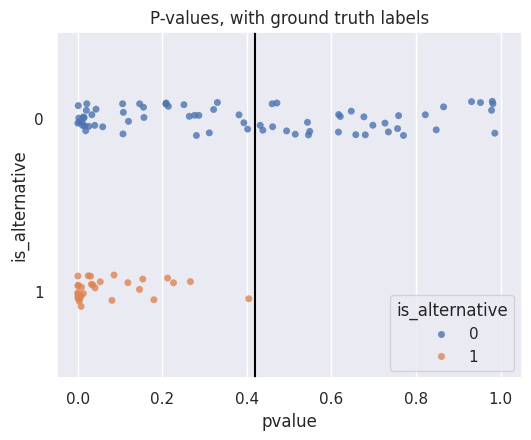 P-values, with ground truth labels
is_alternative
0
1
is_alternative
0
1
0.0 0.2 0.4 0.6 0.8 1.0
pvalue